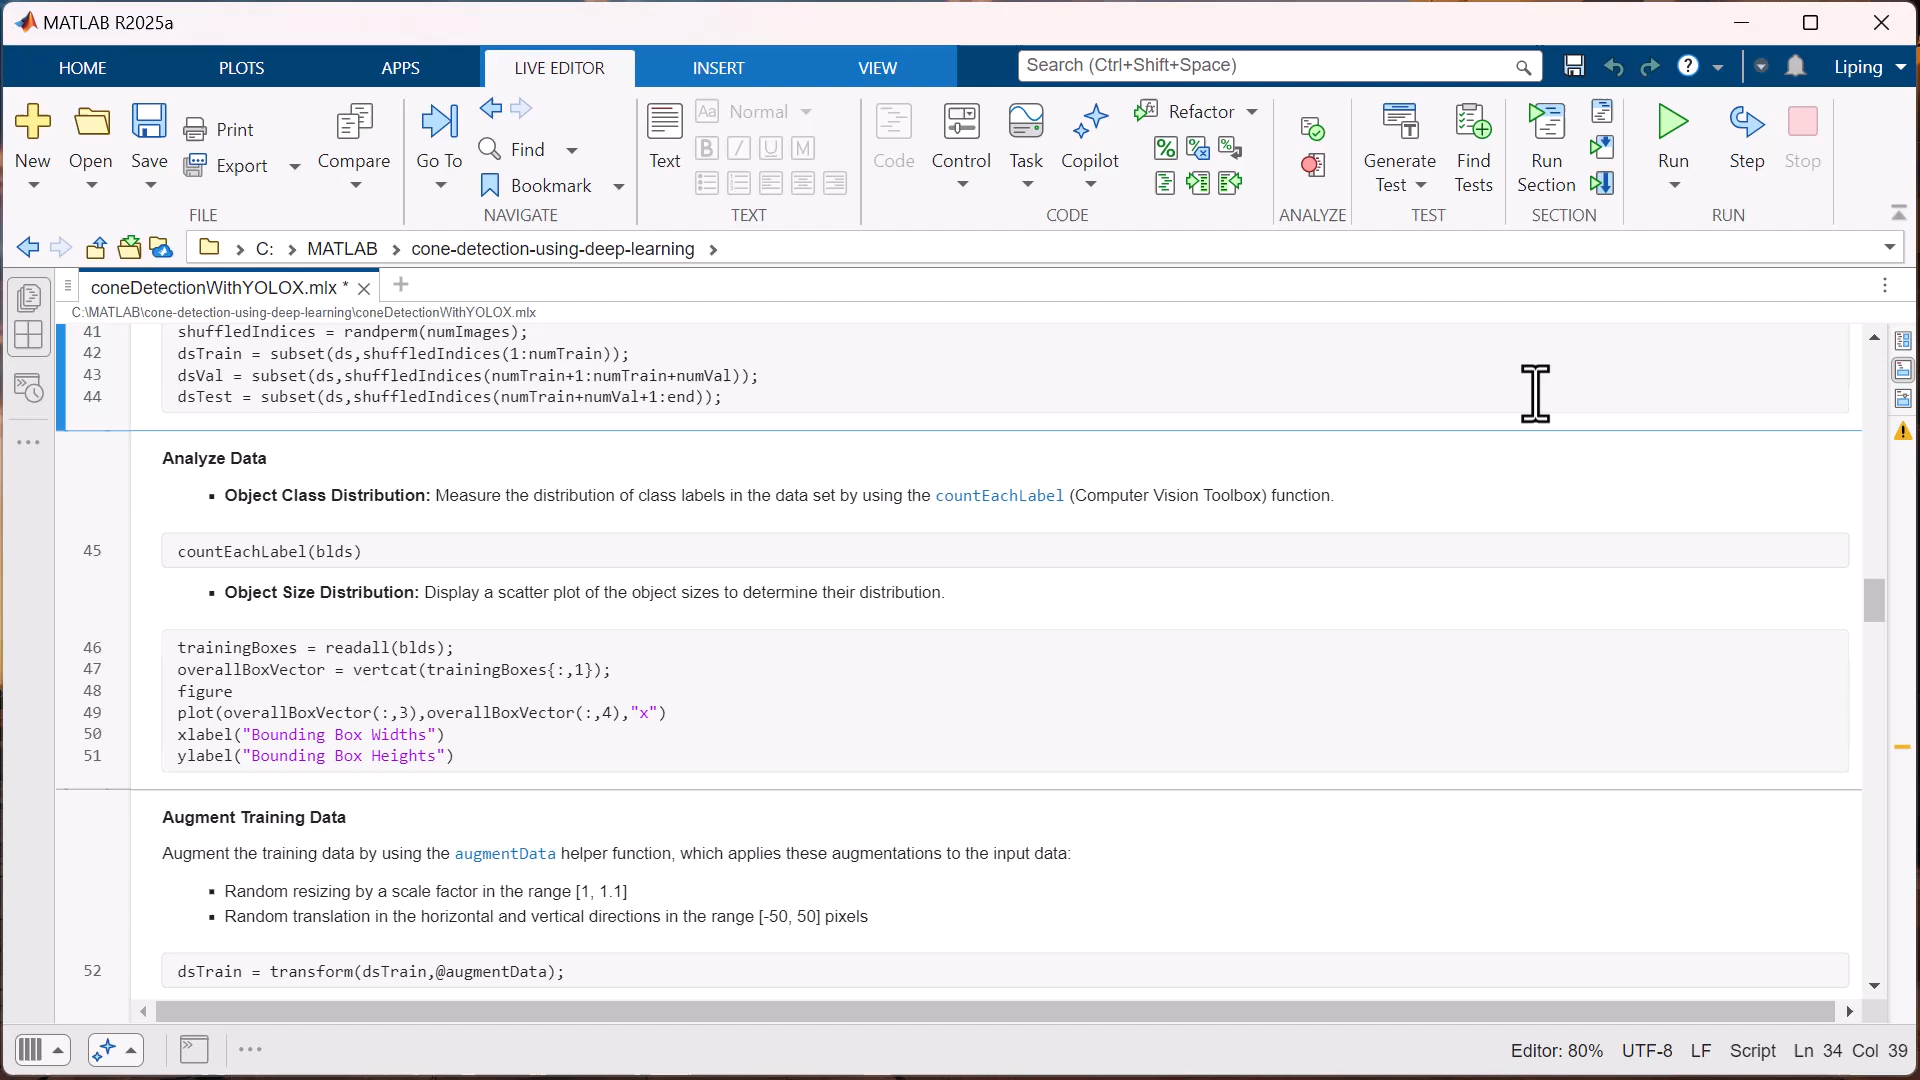 MATLAB R2025a
HOME PLOTS APPS LIVE EDITOR INSERT VIEW Search (Ctrl+Shift+Space) Liping
New Open Save Print Export Compare Go To Find Bookmark Text Aa Normal B I U M Code Control Task Copilot Refactor Generate Test Find Tests Run Section Run Step Stop
FILE NAVIGATE TEXT CODE ANALYZE TEST SECTION RUN
C: MATLAB cone-detection-using-deep-learning
coneDetectionWithYOLOX.mlx *
C:\MATLAB\cone-detection-using-deep-learning\coneDetectionWithYOLOX.mlx
41 shuffledIndices = randperm(numImages);
42 dsTrain = subset(ds,shuffledIndices(1:numTrain));
43 dsVal = subset(ds,shuffledIndices(numTrain+1:numTrain+numVal));
44 dsTest = subset(ds,shuffledIndices(numTrain+numVal+1:end));
Analyze Data
▪ Object Class Distribution: Measure the distribution of class labels in the data set by using the countEachLabel (Computer Vision Toolbox) function.
45 countEachLabel(blds)
▪ Object Size Distribution: Display a scatter plot of the object sizes to determine their distribution.
46 trainingBoxes = readall(blds);
47 overallBoxVector = vertcat(trainingBoxes{:,1});
48 figure
49 plot(overallBoxVector(:,3),overallBoxVector(:,4),"x")
50 xlabel("Bounding Box Widths")
51 ylabel("Bounding Box Heights")
Augment Training Data
Augment the training data by using the augmentData helper function, which applies these augmentations to the input data:
▪ Random resizing by a scale factor in the range [1, 1.1]
▪ Random translation in the horizontal and vertical directions in the range [-50, 50] pixels
52 dsTrain = transform(dsTrain,@augmentData);
Editor: 80% UTF-8 LF Script Ln 34 Col 39